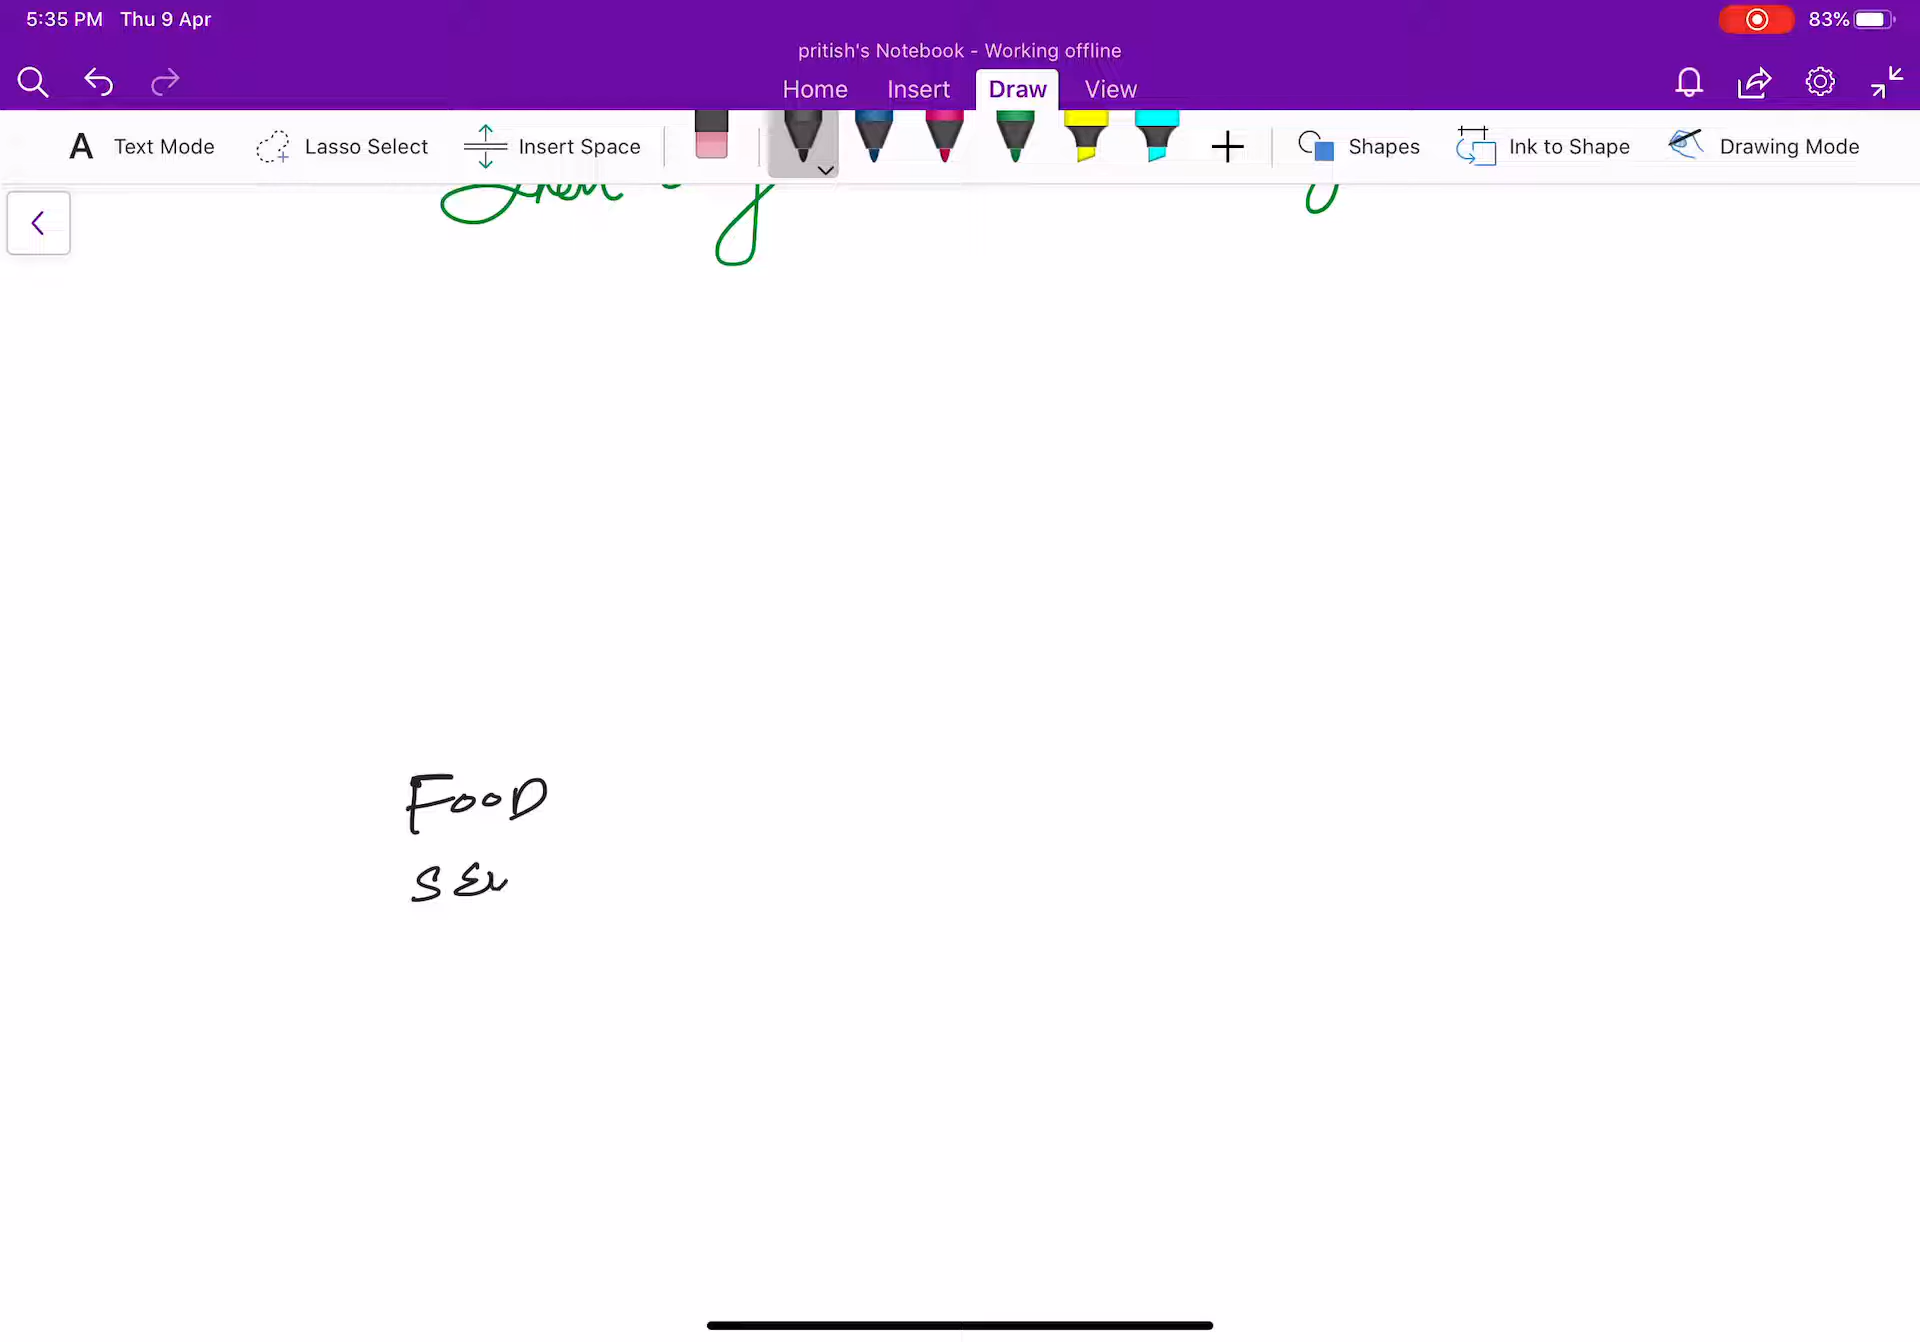 5:35 PM Thu 9 Apr 83%
pritish's Notebook - Working offline
Home Insert Draw View
A Text Mode Lasso Select Insert Space Shapes Ink to Shape Drawing Mode
FOOD